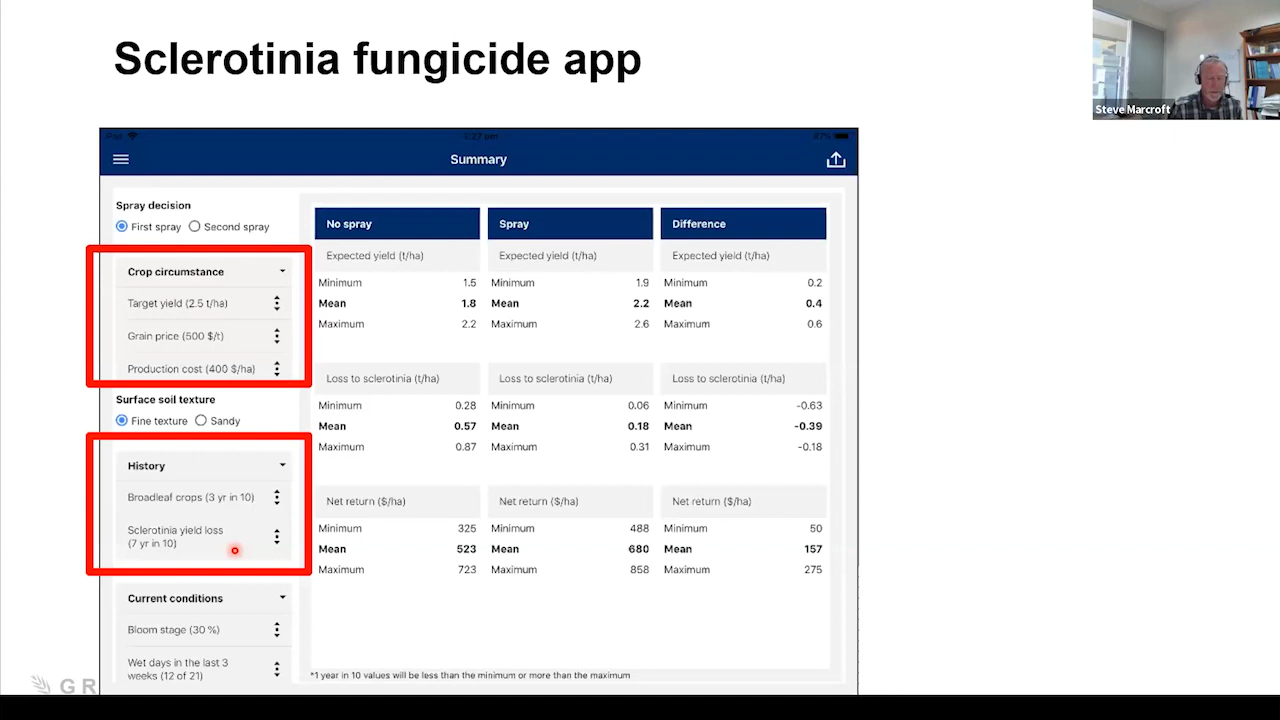 Sclerotinia fungicide app
Steve Marcroft
iPad 1:27 pm 97%
Summary
Spray decision
First spray Second spray
Crop circumstance
Target yield (2.5 t/ha)
Grain price (500 $/t)
Production cost (400 $/ha)
Surface soil texture
Fine texture Sandy
History
Broadleaf crops (3 yr in 10)
Sclerotinia yield loss
(7 yr in 10)
Current conditions
Bloom stage (30 %)
Wet days in the last 3
weeks (12 of 21)
No spray Spray Difference
Expected yield (t/ha) Expected yield (t/ha) Expected yield (t/ha)
Minimum 1.5 Minimum 1.9 Minimum 0.2
Mean 1.8 Mean 2.2 Mean 0.4
Maximum 2.2 Maximum 2.6 Maximum 0.6
Loss to sclerotinia (t/ha) Loss to sclerotinia (t/ha) Loss to sclerotinia (t/ha)
Minimum 0.28 Minimum 0.06 Minimum -0.63
Mean 0.57 Mean 0.18 Mean -0.39
Maximum 0.87 Maximum 0.31 Maximum -0.18
Net return ($/ha) Net return ($/ha) Net return ($/ha)
Minimum 325 Minimum 488 Minimum 50
Mean 523 Mean 680 Mean 157
Maximum 723 Maximum 858 Maximum 275
*1 year in 10 values will be less than the minimum or more than the maximum
GR